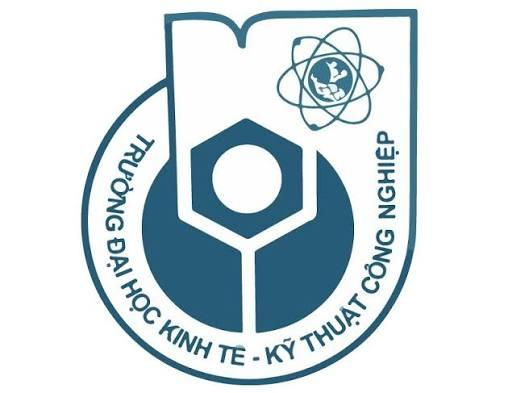 TRƯỜNG ĐẠI HỌC KINH TẾ - KỸ THUẬT CÔNG NGHIỆP